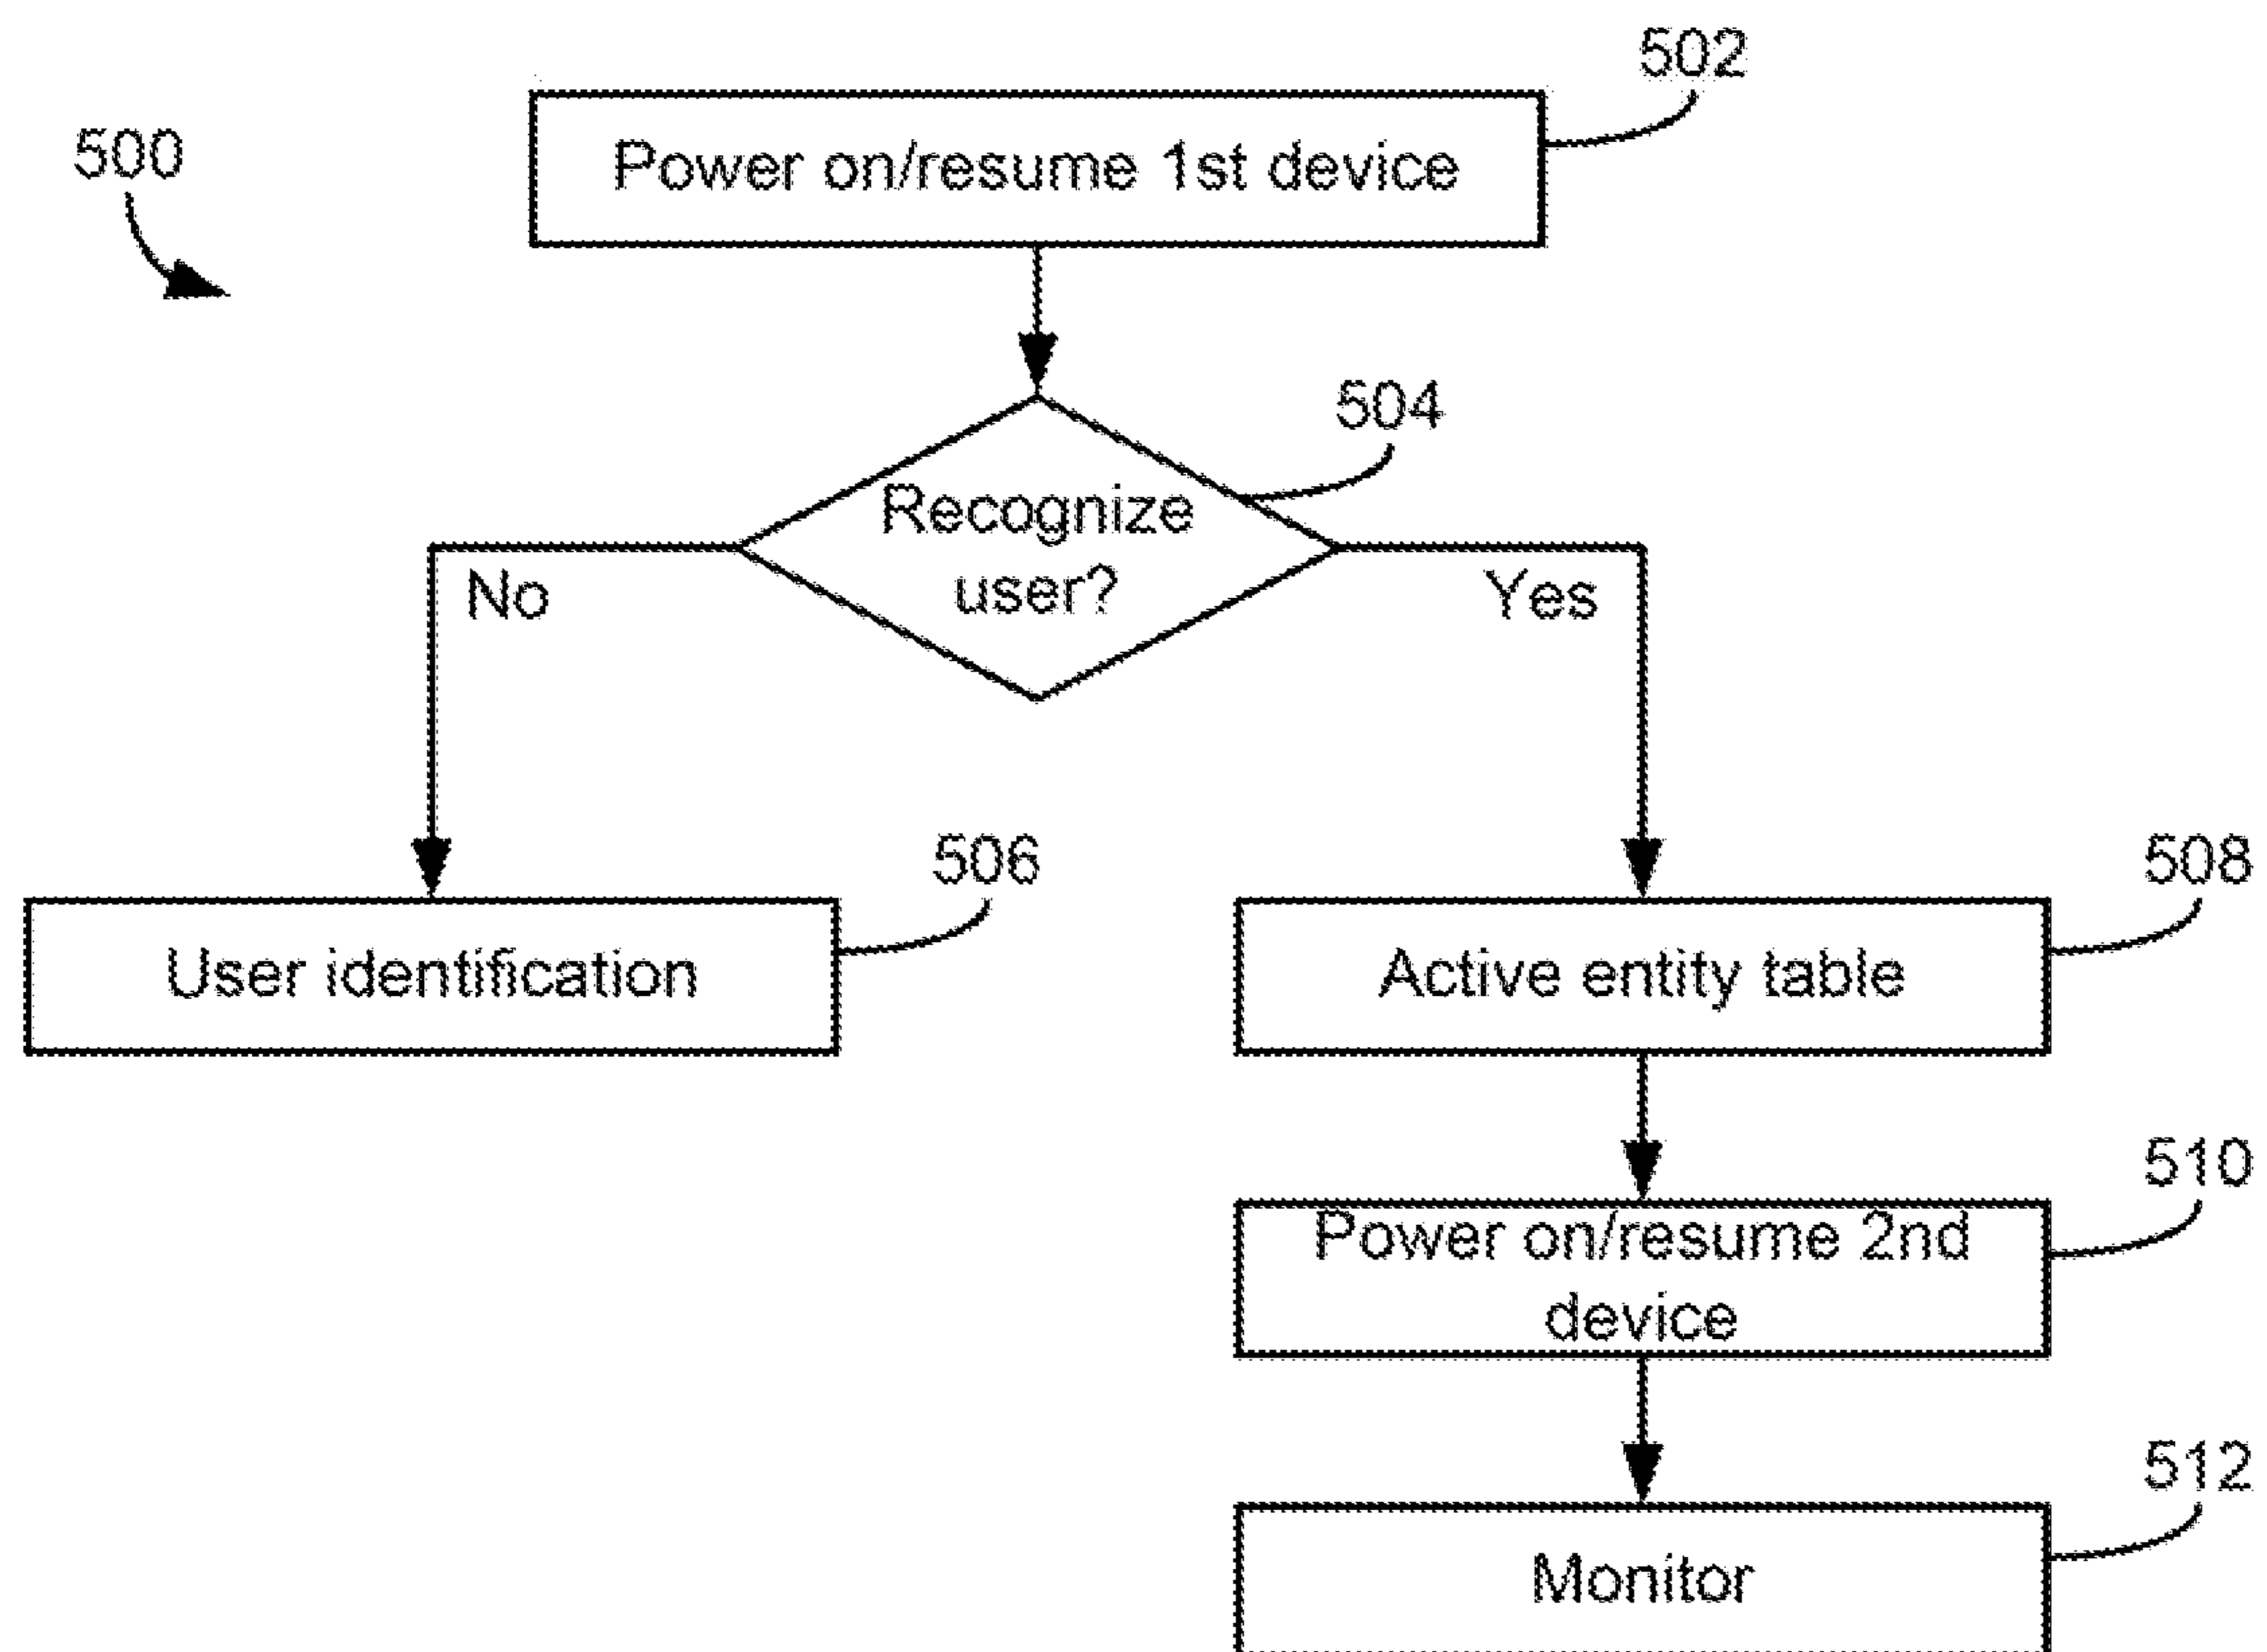 502
500
Power on/resume 1st device
504
Recognize
user?
No
Yes
506
508
User identification
Active entity table
510
Power on/resume 2nd
device
512
Monitor